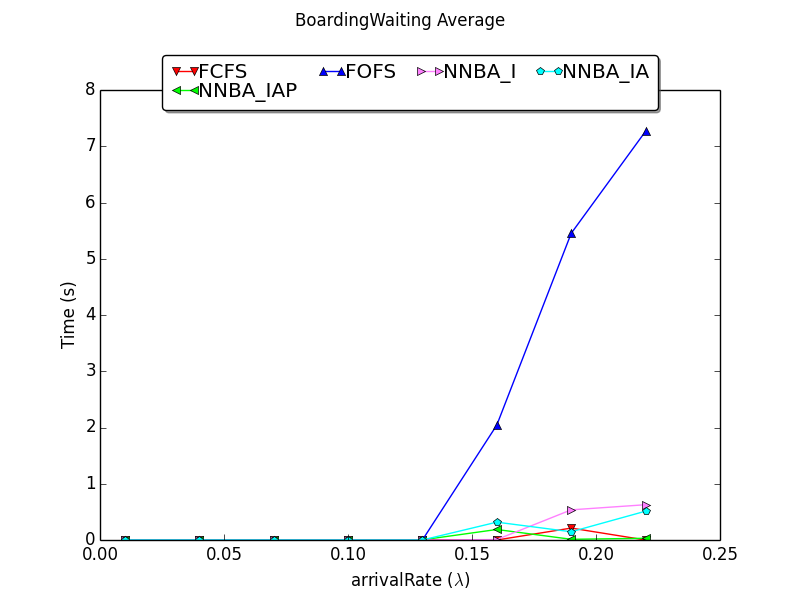 BoardingWaiting Average
FCFS FOFS NNBA_I NNBA_IA
NNBA_IAP
8
7
6
5
4
3
2
1
0
Time (s)
0.00 0.05 0.10 0.15 0.20 0.25
arrivalRate (λ)